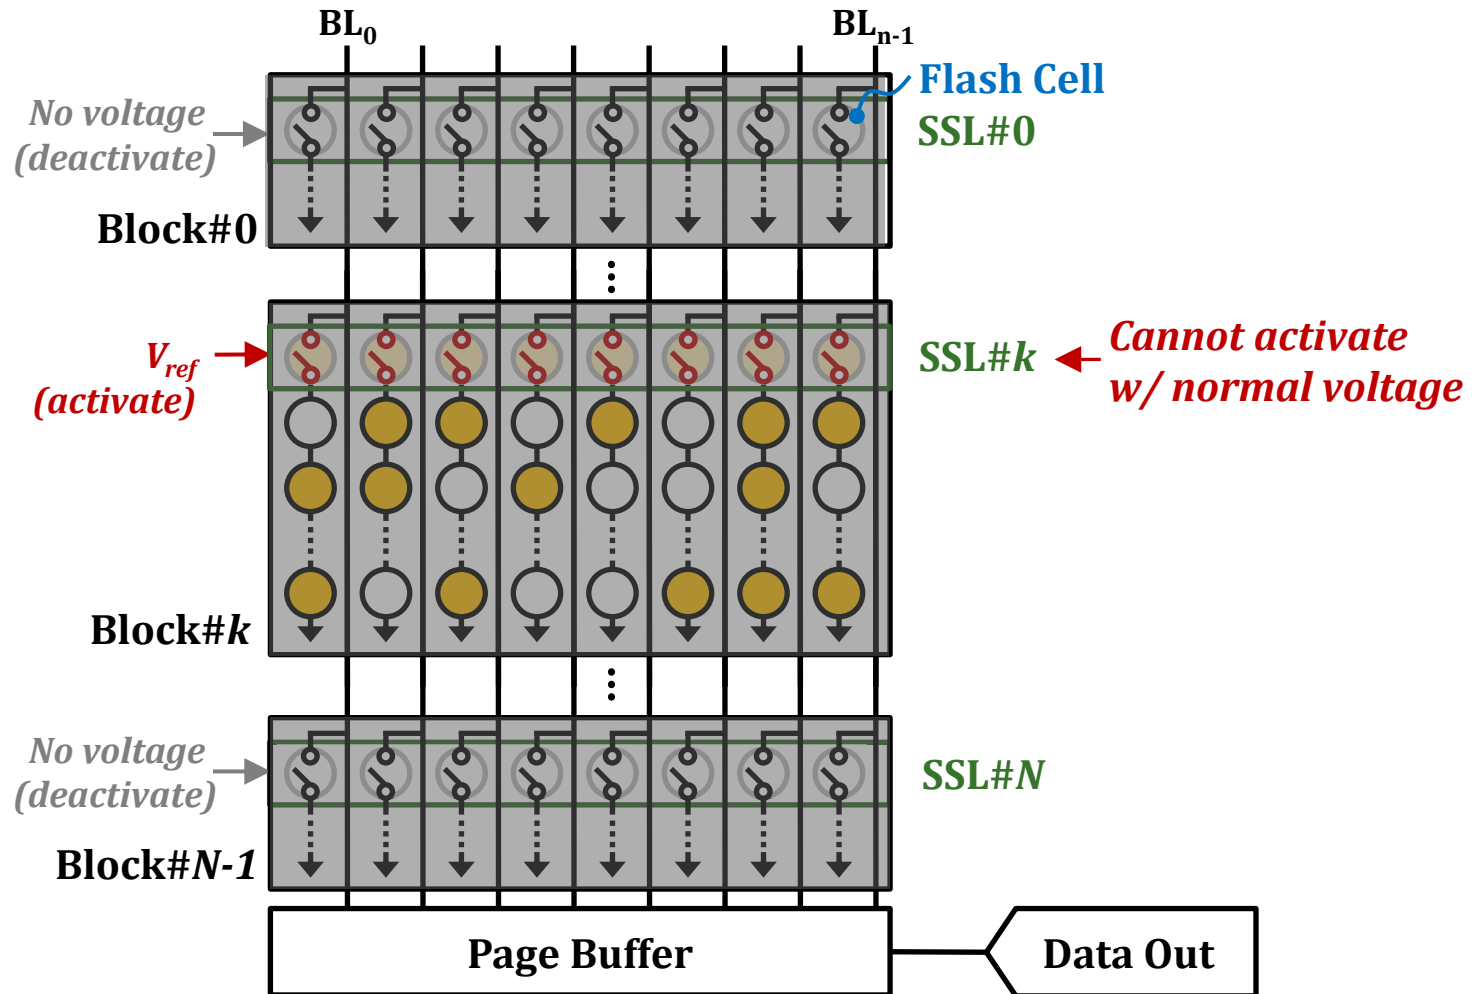 BL0
BLn-1
Flash Cell
No voltage
(deactivate)
SSL#0
Block#0
Vref
(activate)
SSL#k
Cannot activate
w/ normal voltage
Block#k
No voltage
(deactivate)
SSL#N
Block#N-1
Page Buffer
Data Out